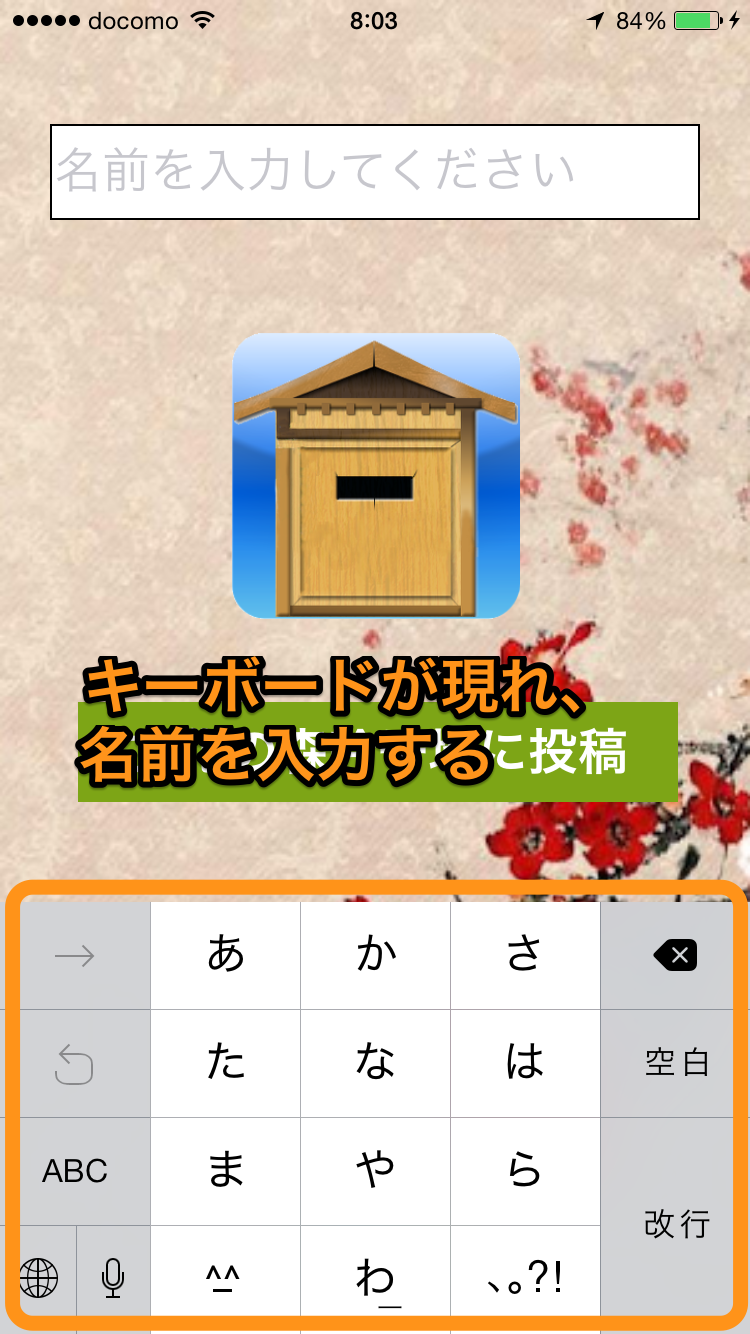 docomo 8:03 84%
名前を入力してください
キーボードが現れ、
名前を入力する
に投稿
あ か さ
た な は 空白
ABC ま や ら
改行
^^ わ 、。?!